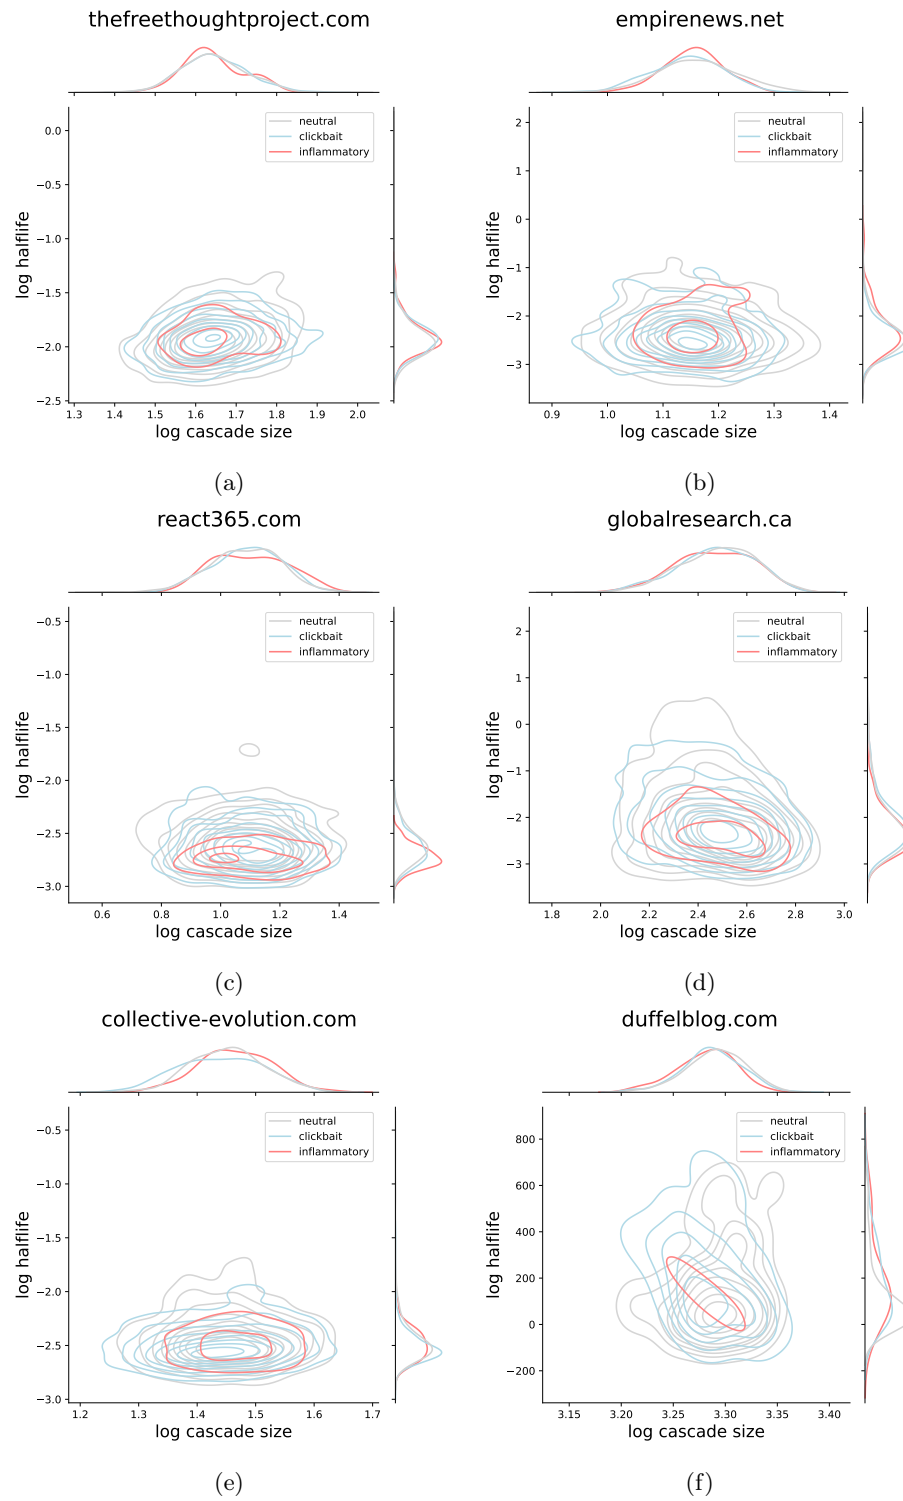 thefreethoughtproject.com
neutral
clickbait
inflammatory
0.0
−0.5
−1.0
−1.5
−2.0
−2.5
log halflife
1.3 1.4 1.5 1.6 1.7 1.8 1.9 2.0
log cascade size
(a)
empirenews.net
neutral
clickbait
inflammatory
2
1
0
−1
−2
−3
log halflife
0.9 1.0 1.1 1.2 1.3 1.4
log cascade size
(b)
react365.com
neutral
clickbait
inflammatory
−0.5
−1.0
−1.5
−2.0
−2.5
−3.0
log halflife
0.6 0.8 1.0 1.2 1.4
log cascade size
(c)
globalresearch.ca
neutral
clickbait
inflammatory
2
1
0
−1
−2
−3
log halflife
1.8 2.0 2.2 2.4 2.6 2.8 3.0
log cascade size
(d)
collective-evolution.com
neutral
clickbait
inflammatory
−0.5
−1.0
−1.5
−2.0
−2.5
−3.0
log halflife
1.2 1.3 1.4 1.5 1.6 1.7
log cascade size
(e)
duffelblog.com
neutral
clickbait
inflammatory
800
600
400
200
0
−200
log halflife
3.15 3.20 3.25 3.30 3.35 3.40
log cascade size
(f)